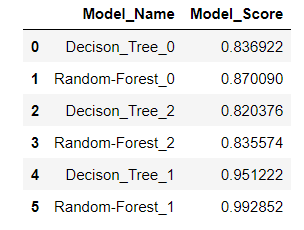 Model_Name Model_Score
0 Decison_Tree_0 0.836922
1 Random-Forest_0 0.870090
2 Decison_Tree_2 0.820376
3 Random-Forest_2 0.835574
4 Decison_Tree_1 0.951222
5 Random-Forest_1 0.992852